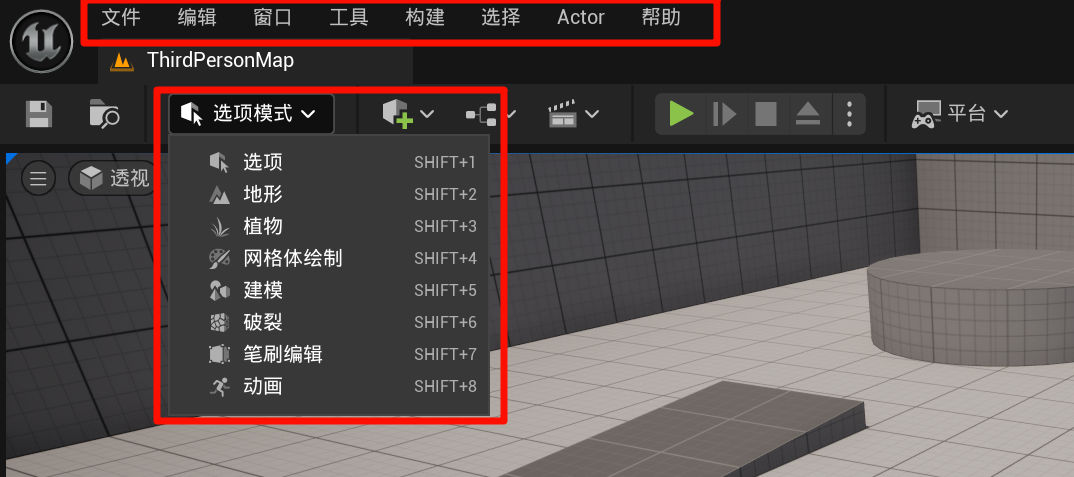 文件 编辑 窗口 工具 构建 选择 Actor 帮助
ThirdPersonMap
选项模式 平台
透视
选项 SHIFT+1
地形 SHIFT+2
植物 SHIFT+3
网格体绘制 SHIFT+4
建模 SHIFT+5
破裂 SHIFT+6
笔刷编辑 SHIFT+7
动画 SHIFT+8